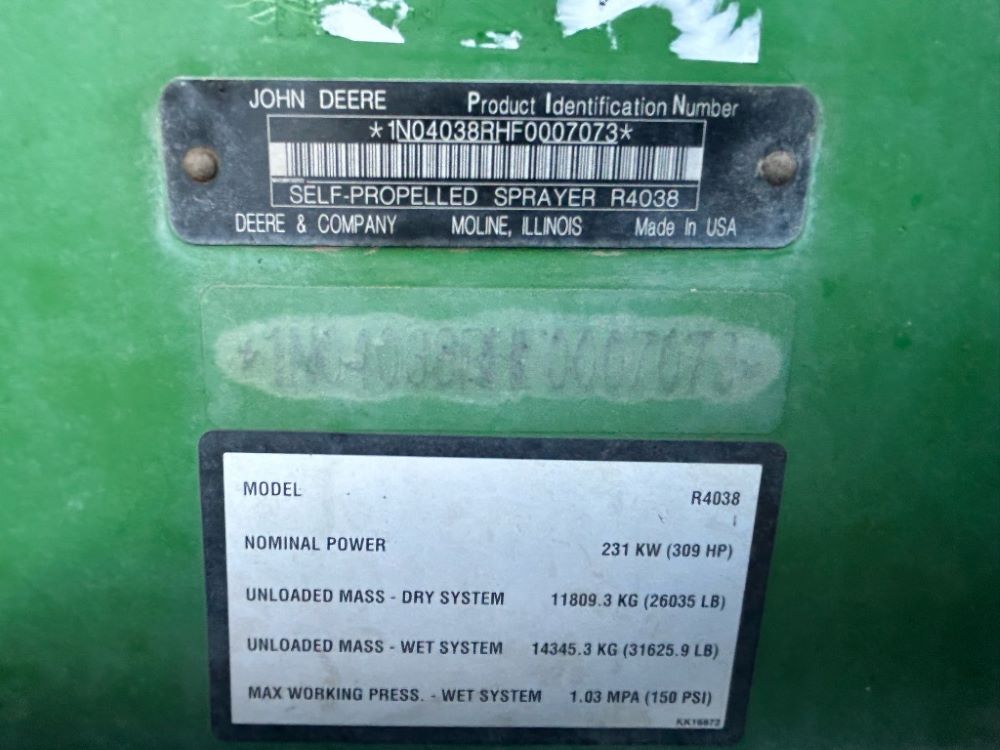 JOHN DEERE Product Identification Number
*1N04038RHF0007073*
SELF-PROPELLED SPRAYER R4038
DEERE & COMPANY MOLINE, ILLINOIS Made In USA
*1N04038RHF0007073*
MODEL R4038
NOMINAL POWER 231 KW (309 HP)
UNLOADED MASS - DRY SYSTEM 11809.3 KG (26035 LB)
UNLOADED MASS - WET SYSTEM 14345.3 KG (31625.9 LB)
MAX WORKING PRESS. - WET SYSTEM 1.03 MPA (150 PSI)
KK16872